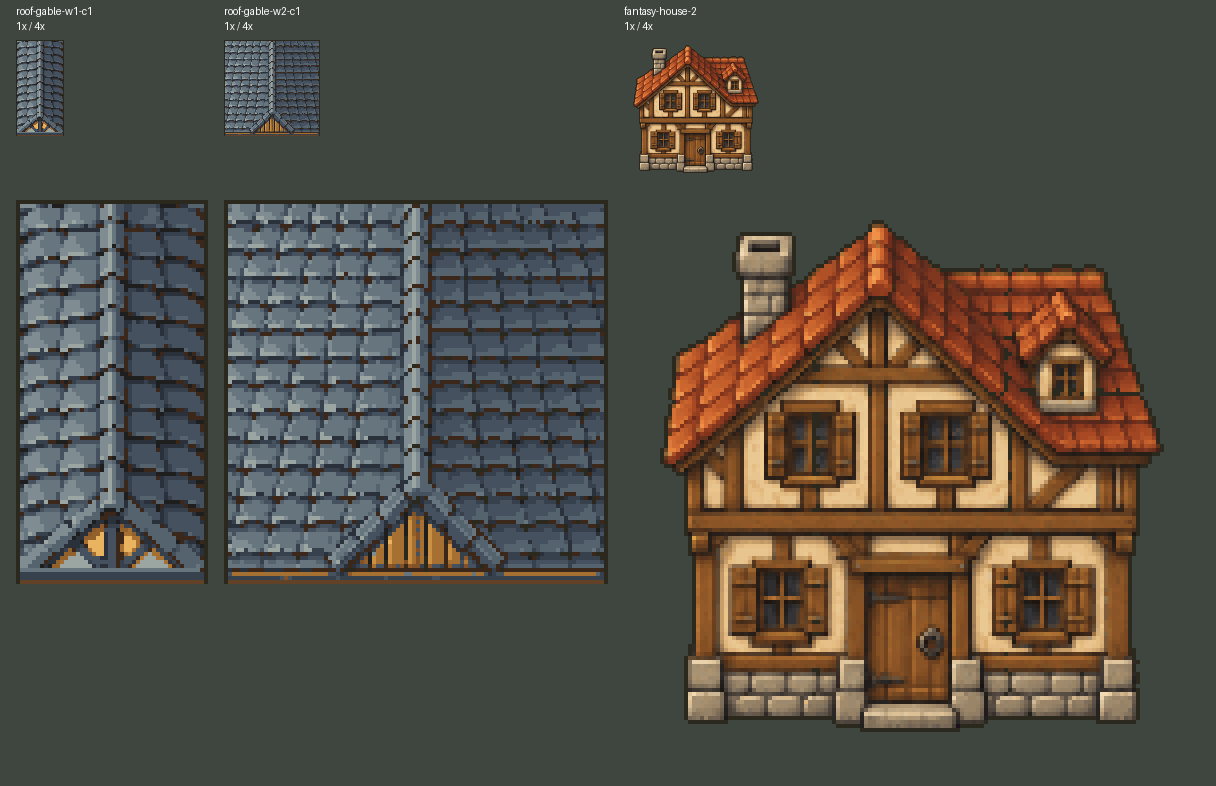 roof-gable-w1-c1
1x / 4x
roof-gable-w2-c1
1x / 4x
fantasy-house-2
1x / 4x